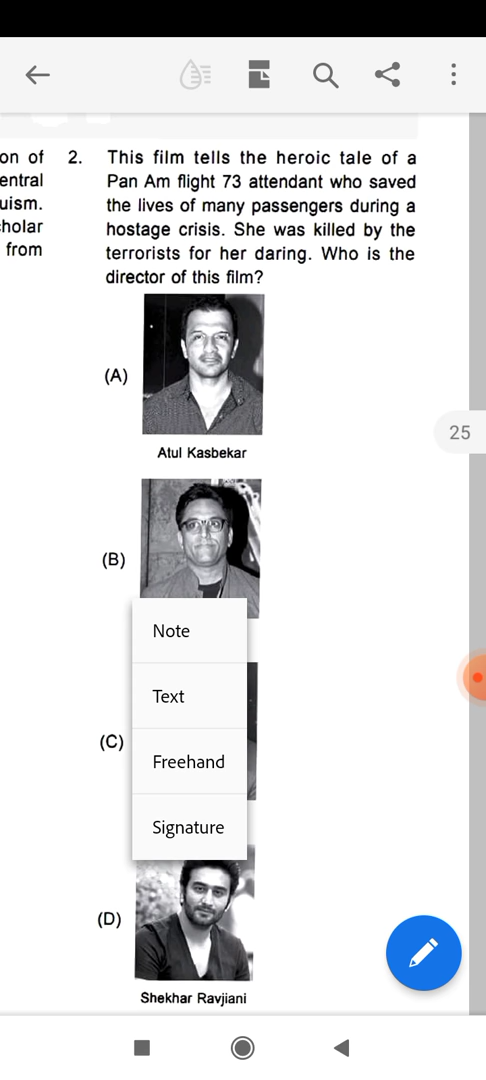 on of
entral
uism.
cholar
from
2. This film tells the heroic tale of a
Pan Am flight 73 attendant who saved
the lives of many passengers during a
hostage crisis. She was killed by the
terrorists for her daring. Who is the
director of this film?
(A)
Atul Kasbekar
25
(B)
Note
Text
(C)
Freehand
Signature
(D)
Shekhar Ravjiani